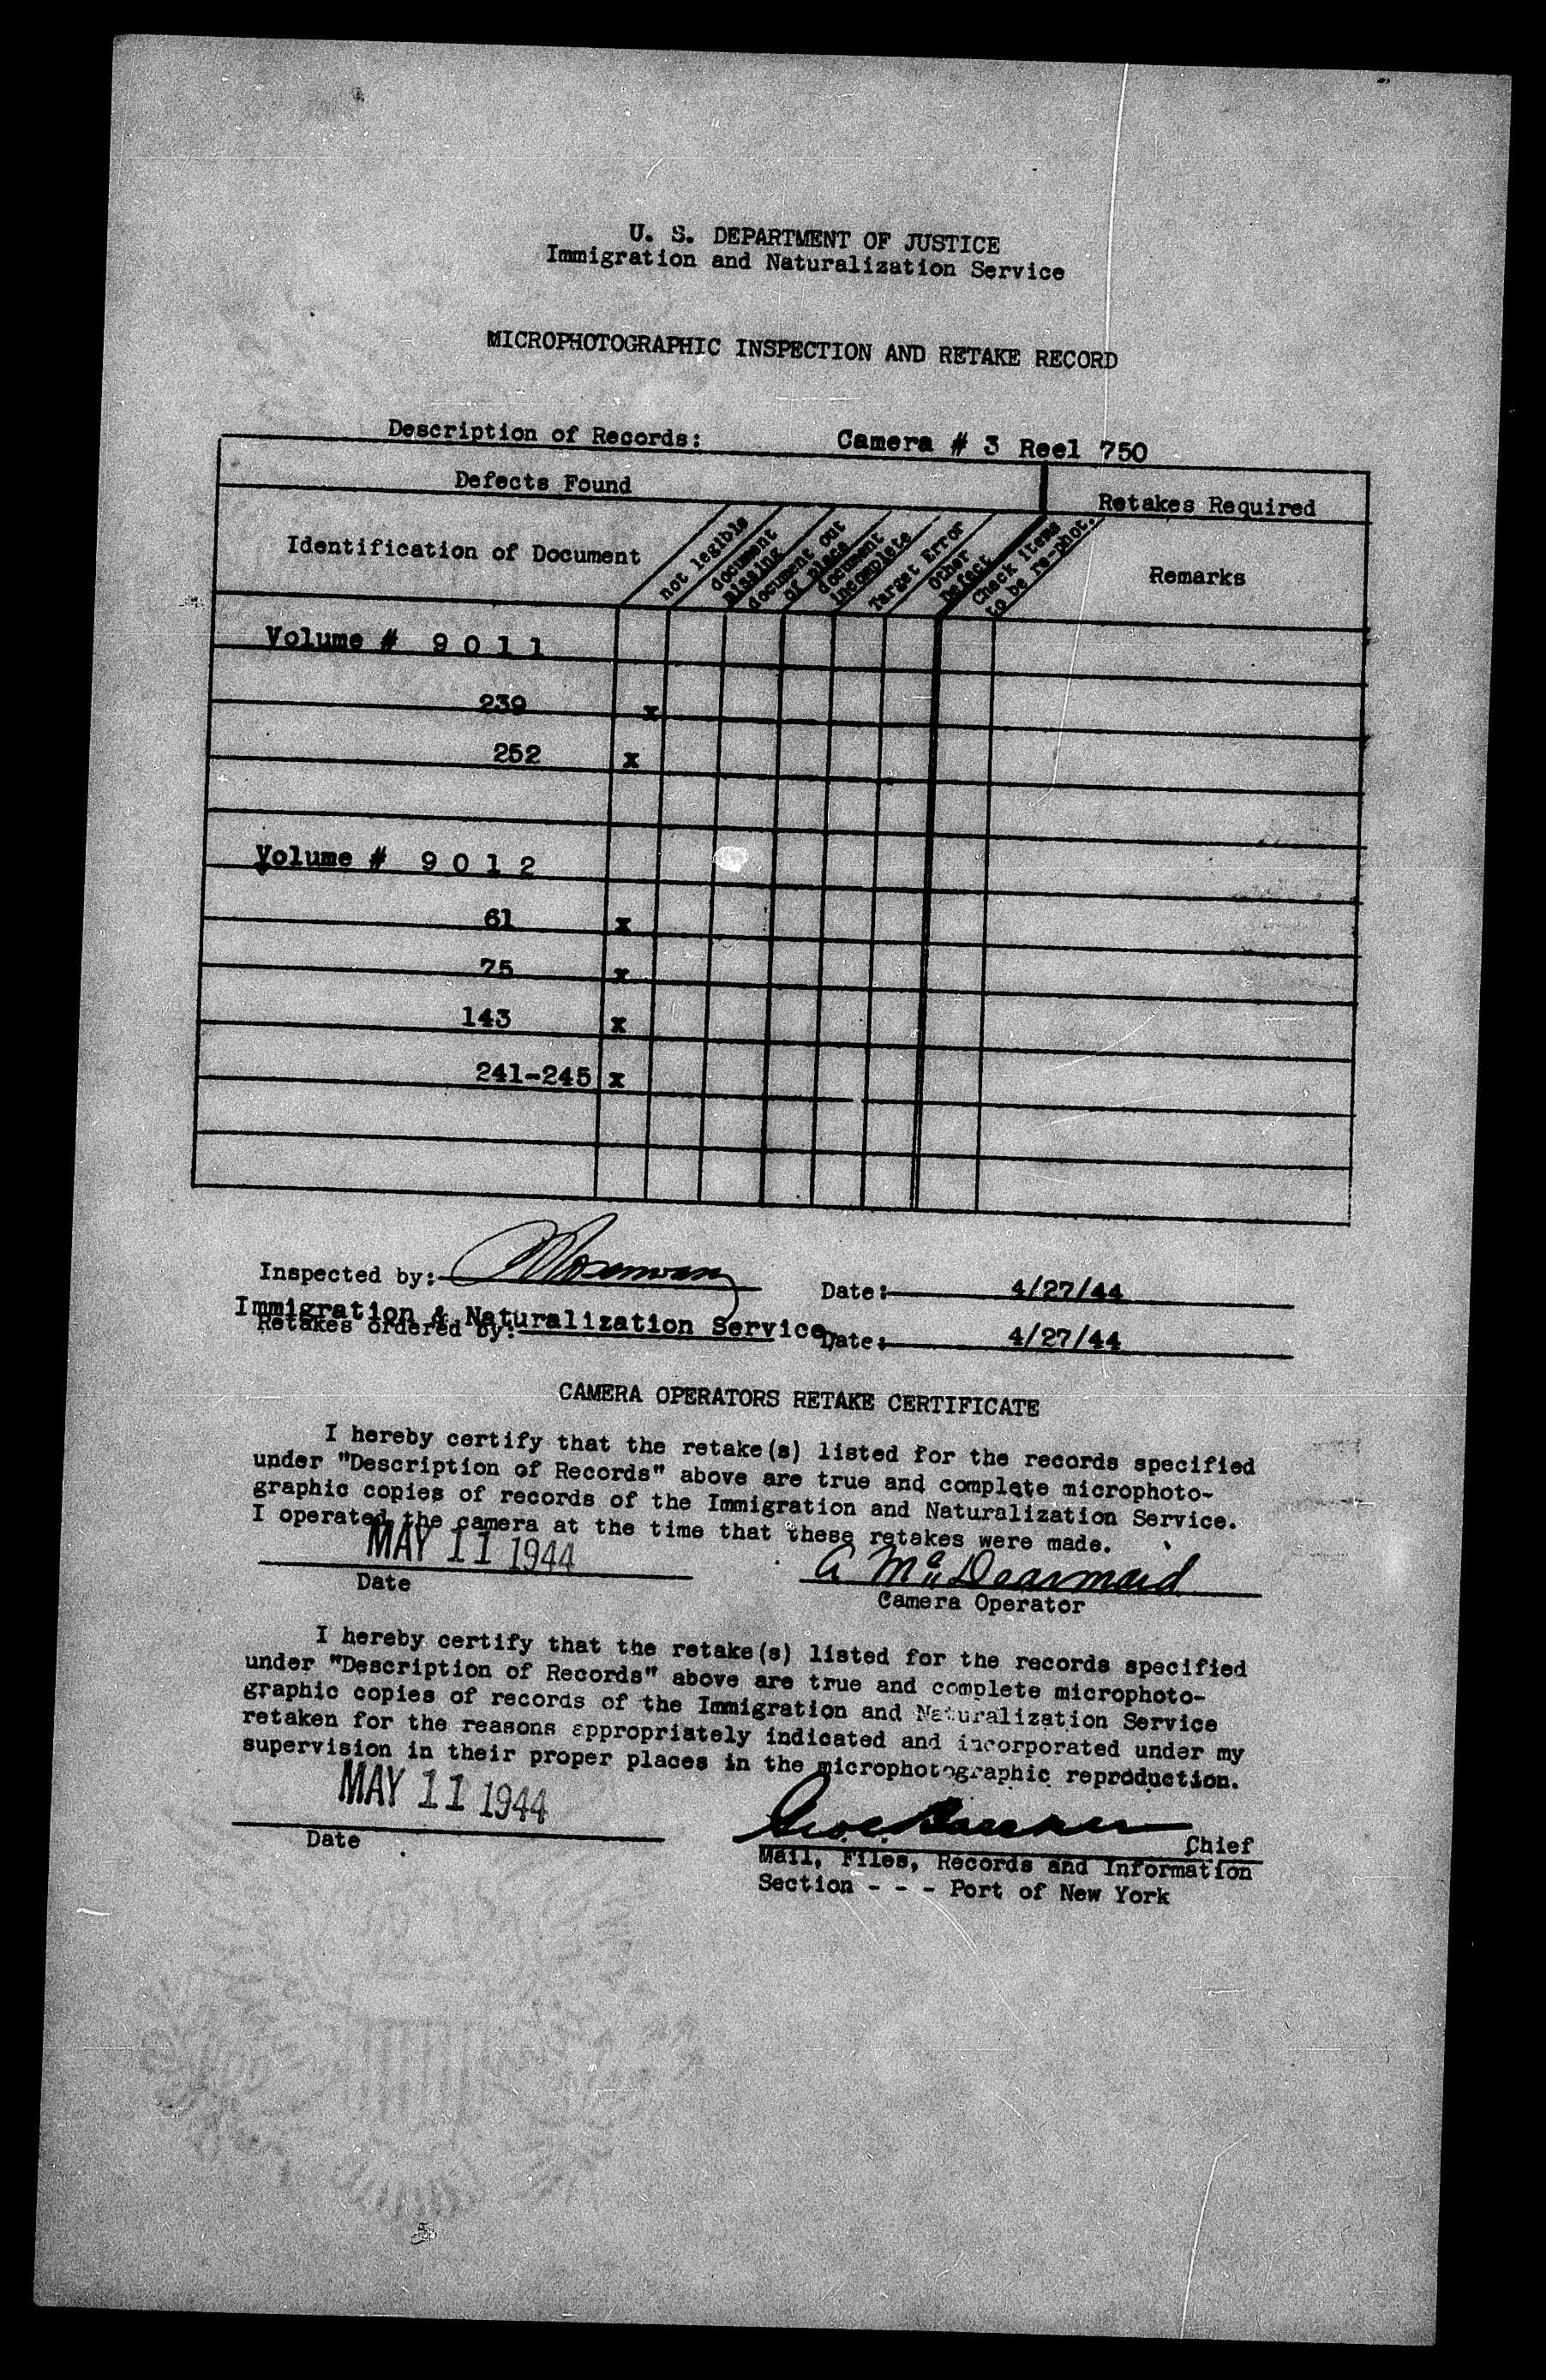 U. S. DEPARTMENT OF JUSTICE
Immigration and Naturalization Service
MICROPHOTOGRAPHIC INSPECTION AND RETAKE RECORD
Description of Records: Camera # 3 Reel 750
Defects Found
Retakes Required
Identification of Document
not legible
document missing
document out of place
document incomplete
Target Error
Other Defect
Check items to be re-phot.
Remarks
Volume # 9 0 1 1
239 x
252 x
Volume # 9 0 1 2
61 x
75 x
143 x
241-245 x
Inspected by: Date: 4/27/44
Immigration & Naturalization Service
Retakes ordered by: Date: 4/27/44
CAMERA OPERATORS RETAKE CERTIFICATE
I hereby certify that the retake(s) listed for the records specified
under "Description of Records" above are true and complete microphoto-
graphic copies of records of the Immigration and Naturalization Service.
I operated the camera at the time that these retakes were made.
MAY 11 1944
Date
Camera Operator
I hereby certify that the retake(s) listed for the records specified
under "Description of Records" above are true and complete microphoto-
graphic copies of records of the Immigration and Naturalization Service
retaken for the reasons appropriately indicated and incorporated under my
supervision in their proper places in the microphotographic reproduction.
MAY 11 1944
Date
Chief
Mail, Files, Records and Information
Section - - - Port of New York